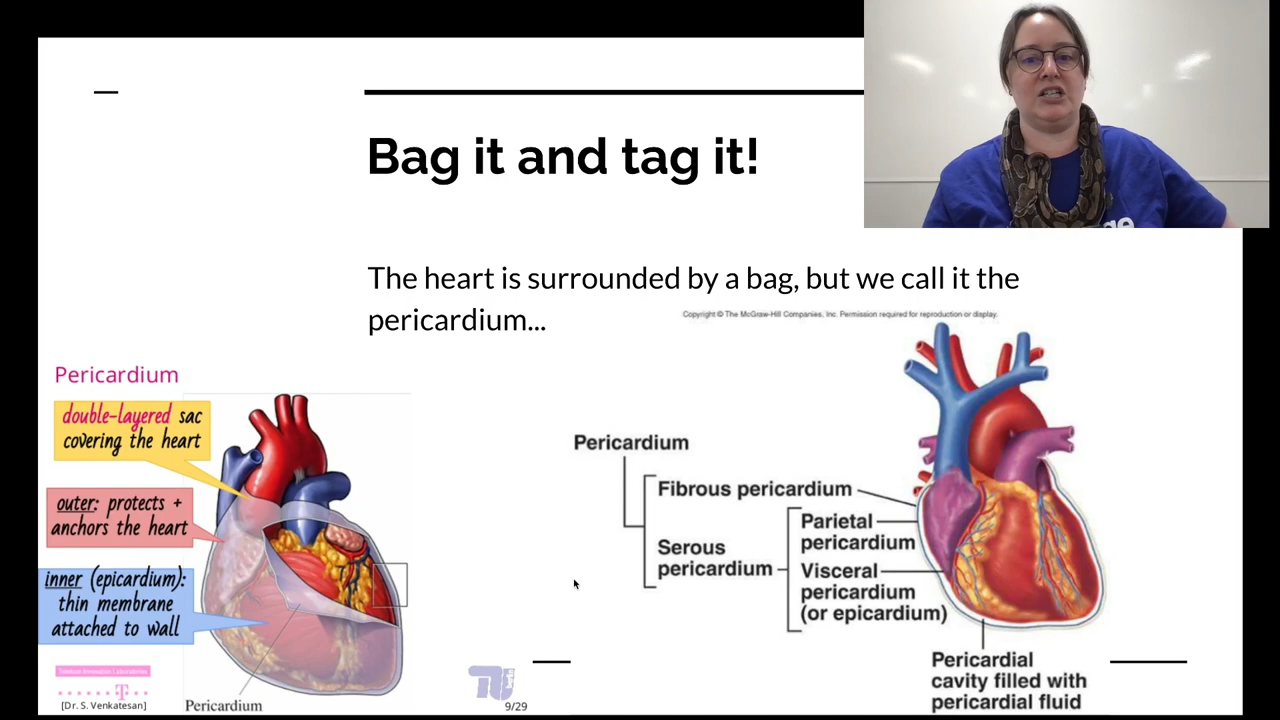 Bag it and tag it!
The heart is surrounded by a bag, but we call it the
pericardium...
Copyright © The McGraw-Hill Companies, Inc. Permission required for reproduction or display.
Pericardium
double-layered sac
covering the heart
outer: protects +
anchors the heart
inner (epicardium):
thin membrane
attached to wall
Telekom Innovation Laboratories
T
[Dr. S. Venkatesan]
Pericardium
9/29
Pericardium
Fibrous pericardium
Serous
pericardium
Parietal
pericardium
Visceral
pericardium
(or epicardium)
Pericardial
cavity filled with
pericardial fluid